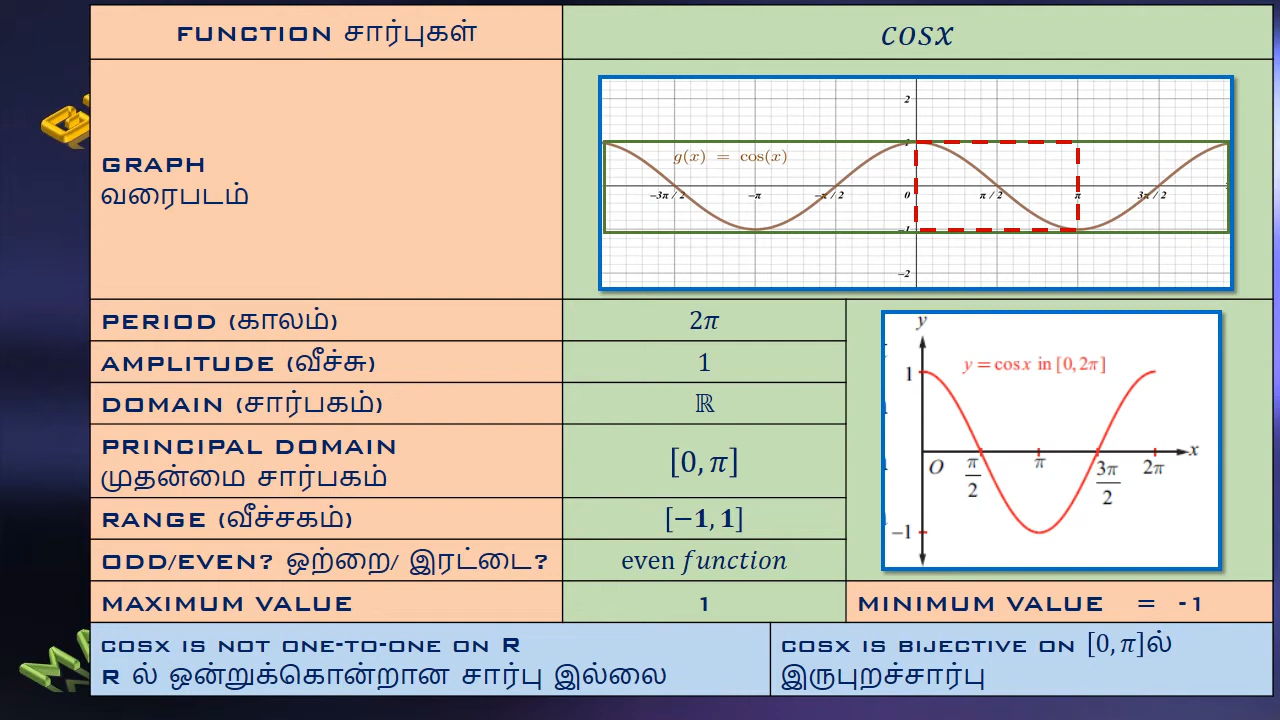 FUNCTION சார்புகள்
cosx
GRAPH
வரைபடம்
g(x) = cos(x)
2
1
−3π / 2 −π −π / 2 0 π / 2 π 3π / 2
−1
−2
PERIOD (காலம்)
2π
AMPLITUDE (வீச்சு)
1
DOMAIN (சார்பகம்)
ℝ
PRINCIPAL DOMAIN
முதன்மை சார்பகம்
[0, π]
RANGE (வீச்சகம்)
[−1, 1]
ODD/EVEN? ஒற்றை/ இரட்டை?
even function
y
y = cos x in [0, 2π]
1
x
O π/2 π 3π/2 2π
−1
MAXIMUM VALUE
1
MINIMUM VALUE = -1
COSX IS NOT ONE-TO-ONE ON R
R ல் ஒன்றுக்கொன்றான சார்பு இல்லை
COSX IS BIJECTIVE ON [0, π]ல்
இருபுறச்சார்பு